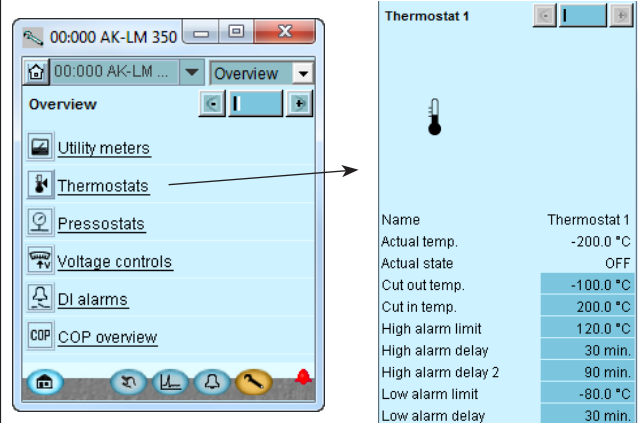 00:000 AK-LM 350
00:000 AK-LM ...
Overview
Overview
Utility meters
Thermostats
Pressostats
Voltage controls
DI alarms
COP
COP overview
Thermostat 1
Name Thermostat 1
Actual temp. -200.0 °C
Actual state OFF
Cut out temp. -100.0 °C
Cut in temp. 200.0 °C
High alarm limit 120.0 °C
High alarm delay 30 min.
High alarm delay 2 90 min.
Low alarm limit -80.0 °C
Low alarm delay 30 min.